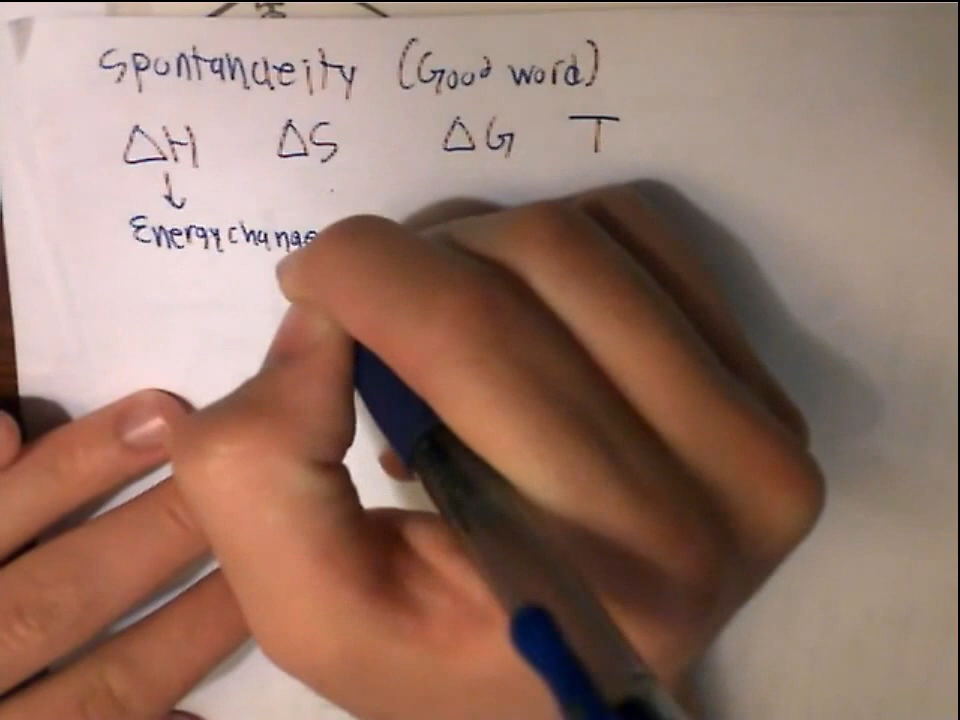 Spontaneity (Good word)
ΔH ΔS ΔG T
↓
Energy change